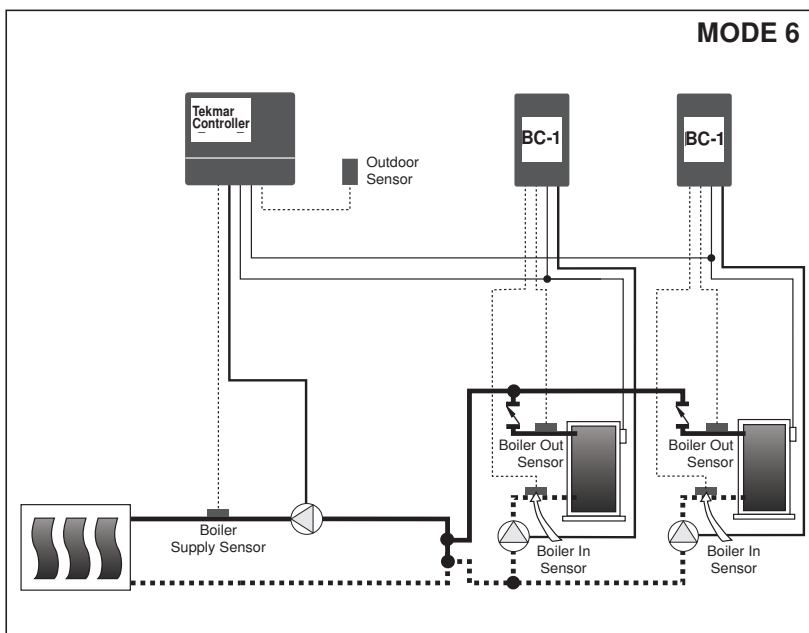 MODE 6
Tekmar
Controller
BC-1
BC-1
Outdoor
Sensor
Boiler Out
Sensor
Boiler Out
Sensor
Boiler
Supply Sensor
Boiler In
Sensor
Boiler In
Sensor